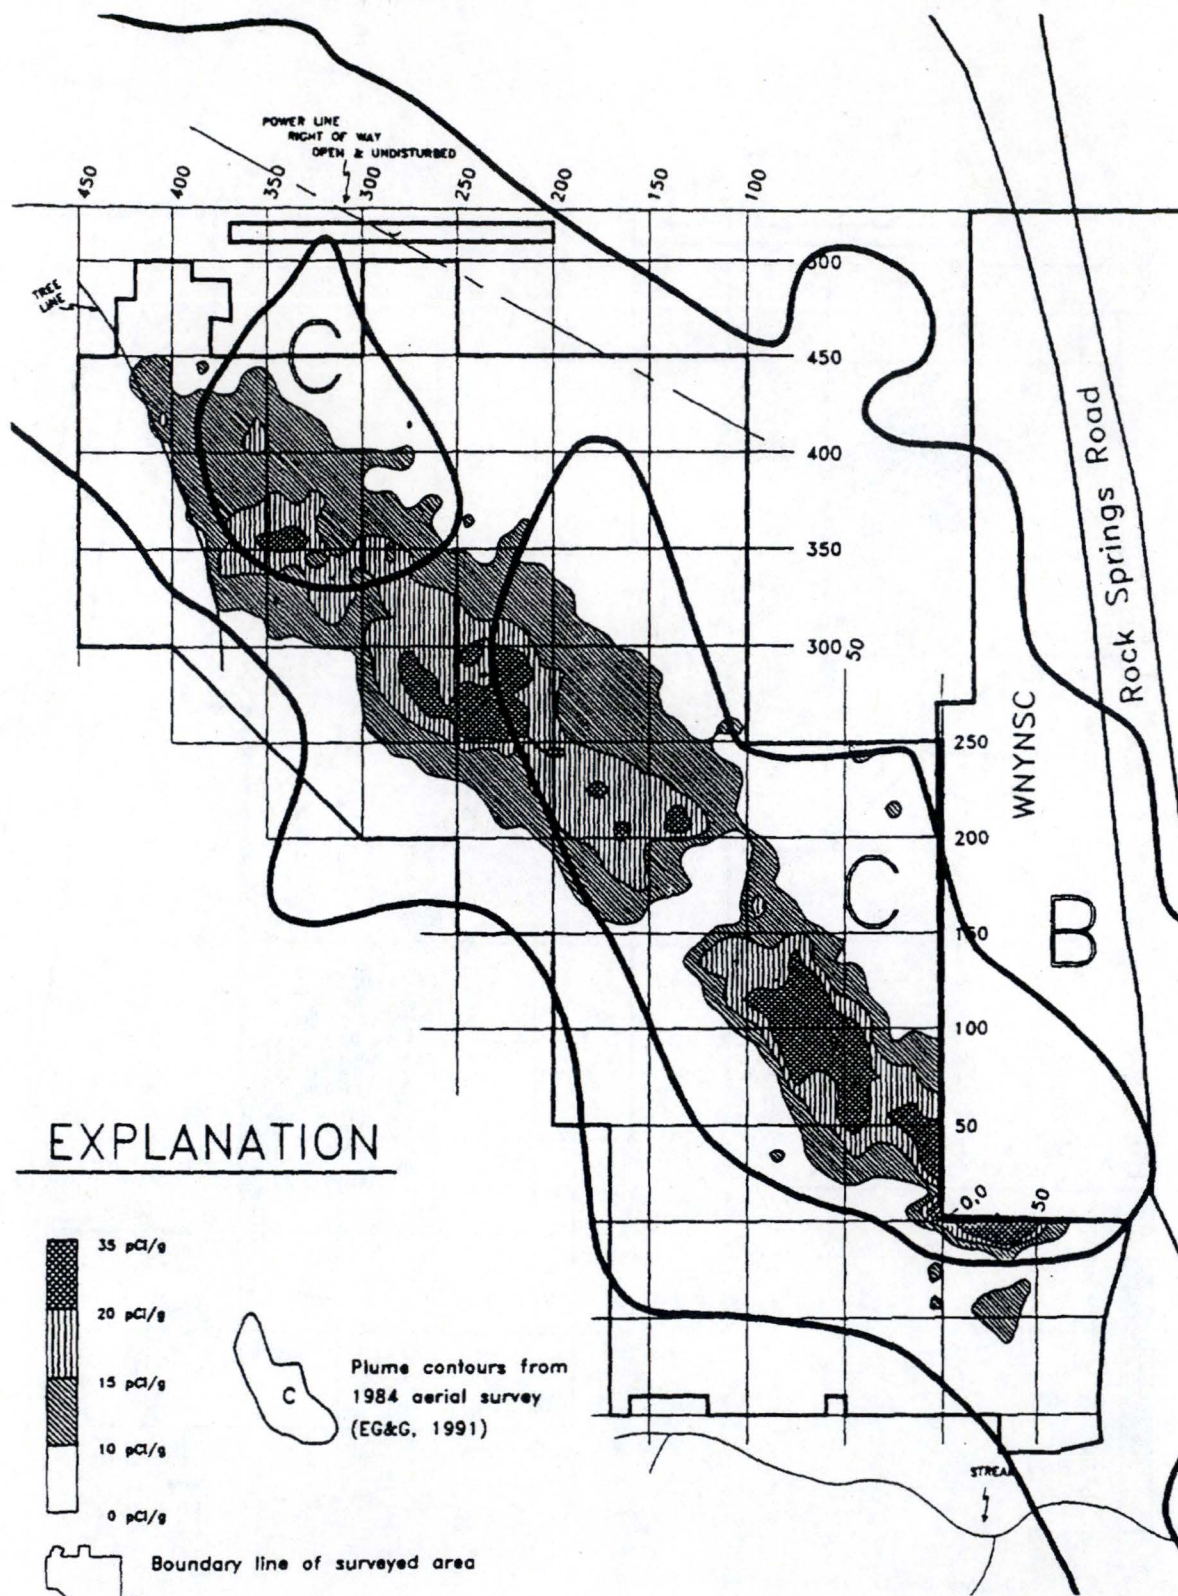 POWER LINE
RIGHT OF WAY
OPEN & UNDISTURBED
450
400
350
300
250
200
150
100
TREE
LINE
500
C
450
400
350
300
50
Rock Springs Road
WNYNSC
250
200
C
B
150
100
50
0,0
50
EXPLANATION
35 pCi/g
20 pCi/g
15 pCi/g
10 pCi/g
0 pCi/g
C
Plume contours from
1984 aerial survey
(EG&G, 1991)
STREAM
Boundary line of surveyed area